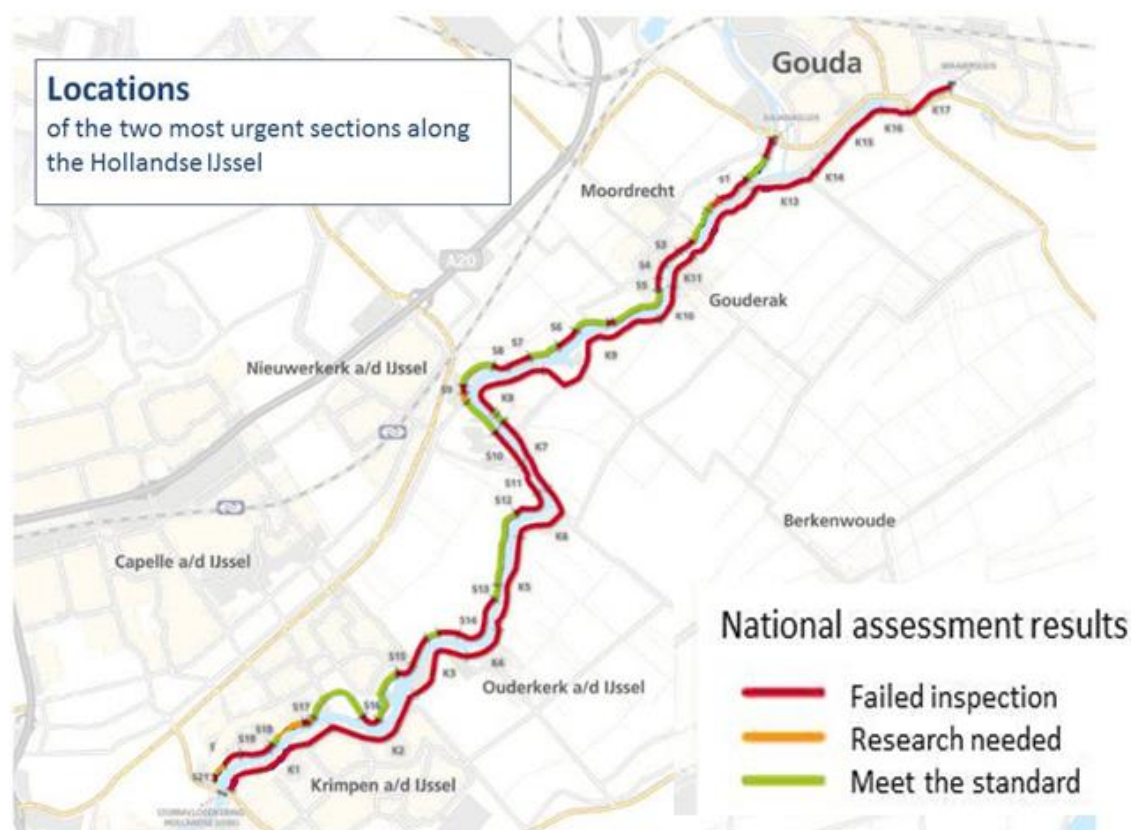 Locations
of the two most urgent sections along
the Hollandse IJssel
Gouda
K17
K16
K15
K14
K13
Moordrecht
S1
S3
S4
S5
K11
Gouderak
K10
A20
S6
S7
S8
K9
Nieuwerkerk a/d IJssel
S9
K8
K7
S10
S11
S12
K6
Berkenwoude
Capelle a/d IJssel
S13
K5
S14
K4
S15
K3
Ouderkerk a/d IJssel
S16
S17
S18
S19
K2
K1
S21
Krimpen a/d IJssel
STORMVLOEDKERING
HOLLANDSE IJSSEL
National assessment results
Failed inspection
Research needed
Meet the standard